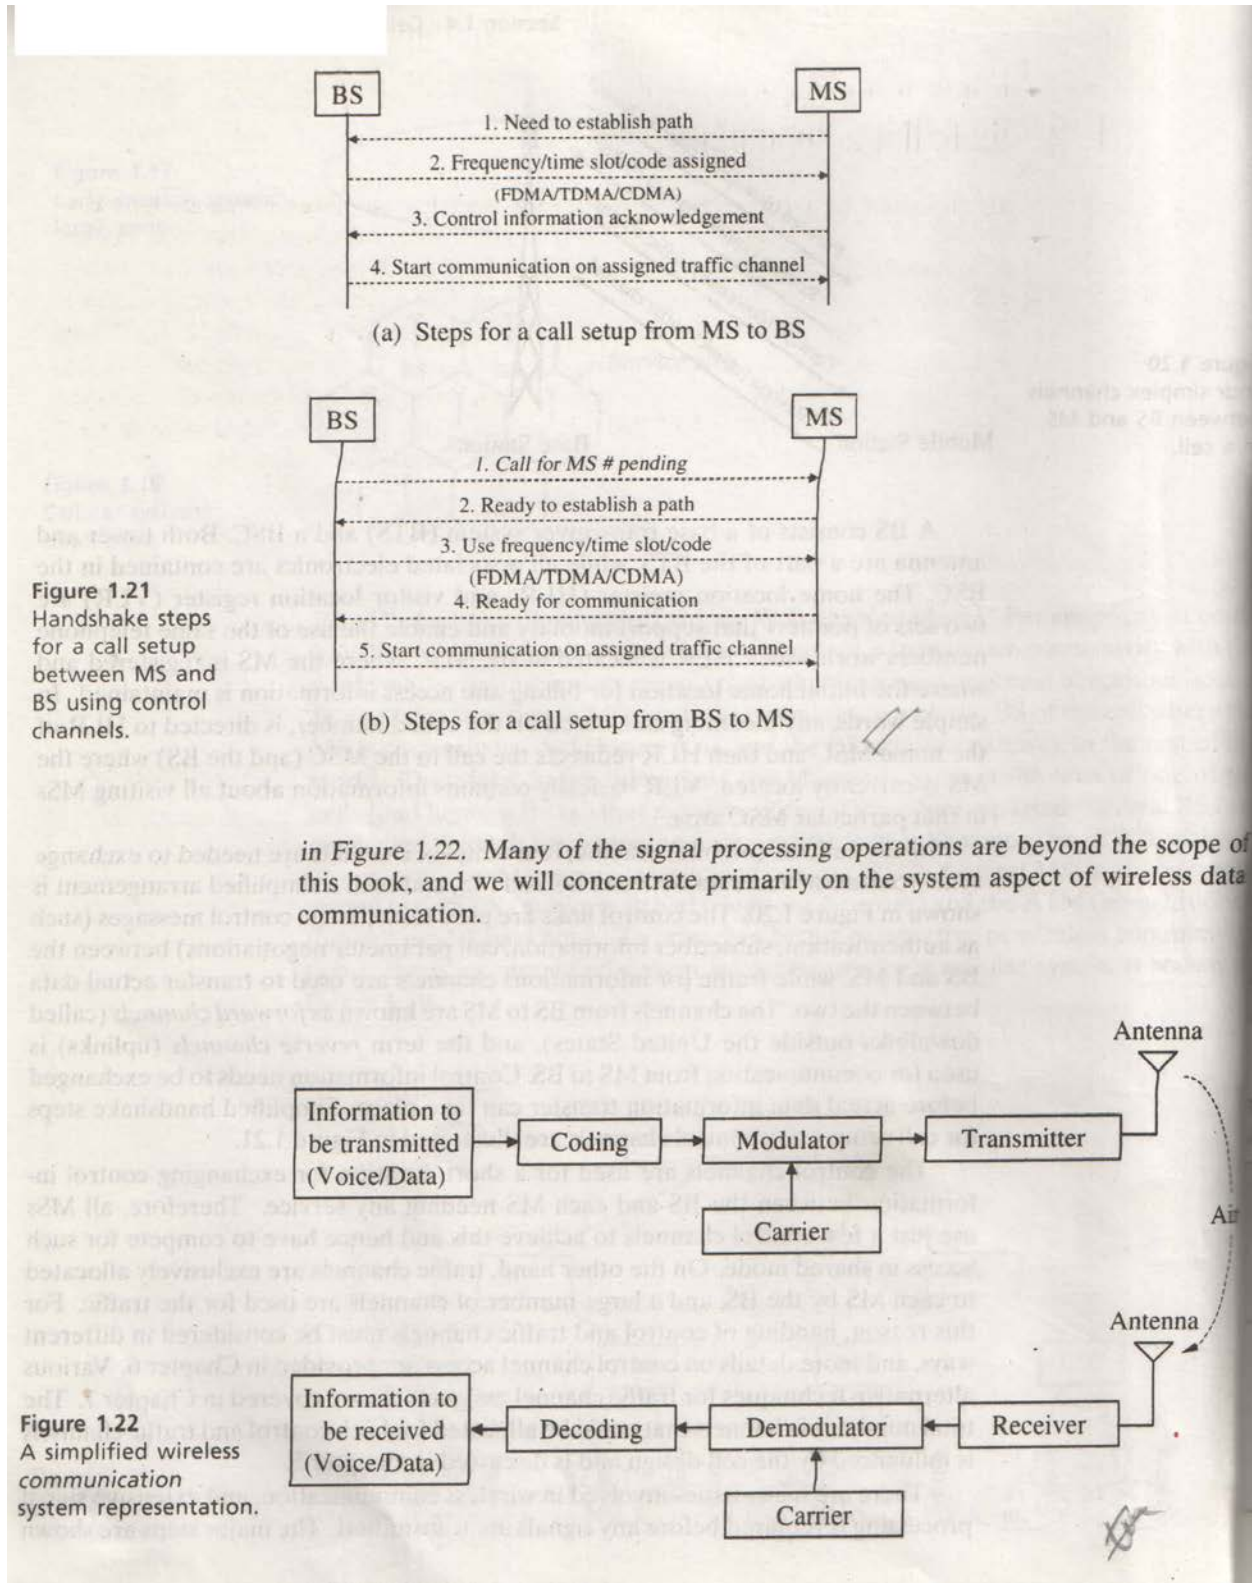 BS
MS
1. Need to establish path
2. Frequency/time slot/code assigned
(FDMA/TDMA/CDMA)
3. Control information acknowledgement
4. Start communication on assigned traffic channel
(a) Steps for a call setup from MS to BS
BS
MS
1. Call for MS # pending
2. Ready to establish a path
3. Use frequency/time slot/code
(FDMA/TDMA/CDMA)
4. Ready for communication
5. Start communication on assigned traffic channel
(b) Steps for a call setup from BS to MS
Figure 1.21
Handshake steps
for a call setup
between MS and
BS using control
channels.
in Figure 1.22. Many of the signal processing operations are beyond the scope of
this book, and we will concentrate primarily on the system aspect of wireless data
communication.
Antenna
Information to
be transmitted
(Voice/Data)
Coding
Modulator
Transmitter
Carrier
Air
Antenna
Information to
be received
(Voice/Data)
Decoding
Demodulator
Receiver
Carrier
Figure 1.22
A simplified wireless
communication
system representation.